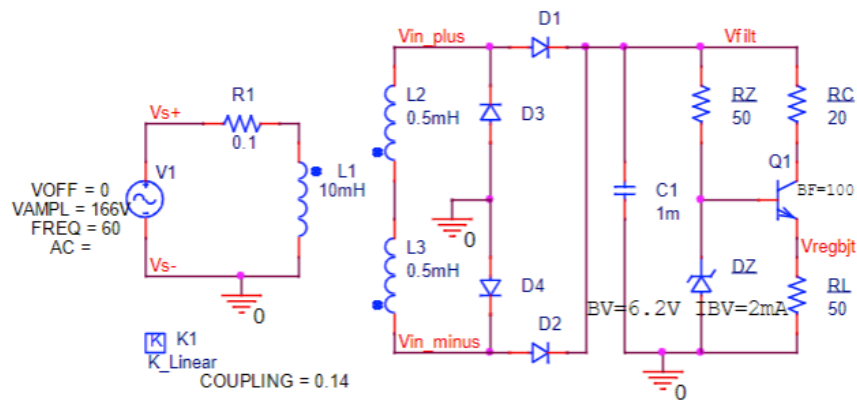 Vs+
R1
0.1
V1
VOFF = 0
VAMPL = 166V
FREQ = 60
AC =
Vs-
0
L1
10mH
K K1
K_Linear
COUPLING = 0.14
Vin_plus
D1
L2
0.5mH
D3
0
L3
0.5mH
D4
D2
Vin_minus
Vfilt
RZ
50
RC
20
C1
1m
Q1
BF=100
Vregbjt
DZ
BV=6.2V IBV=2mA
RL
50
0